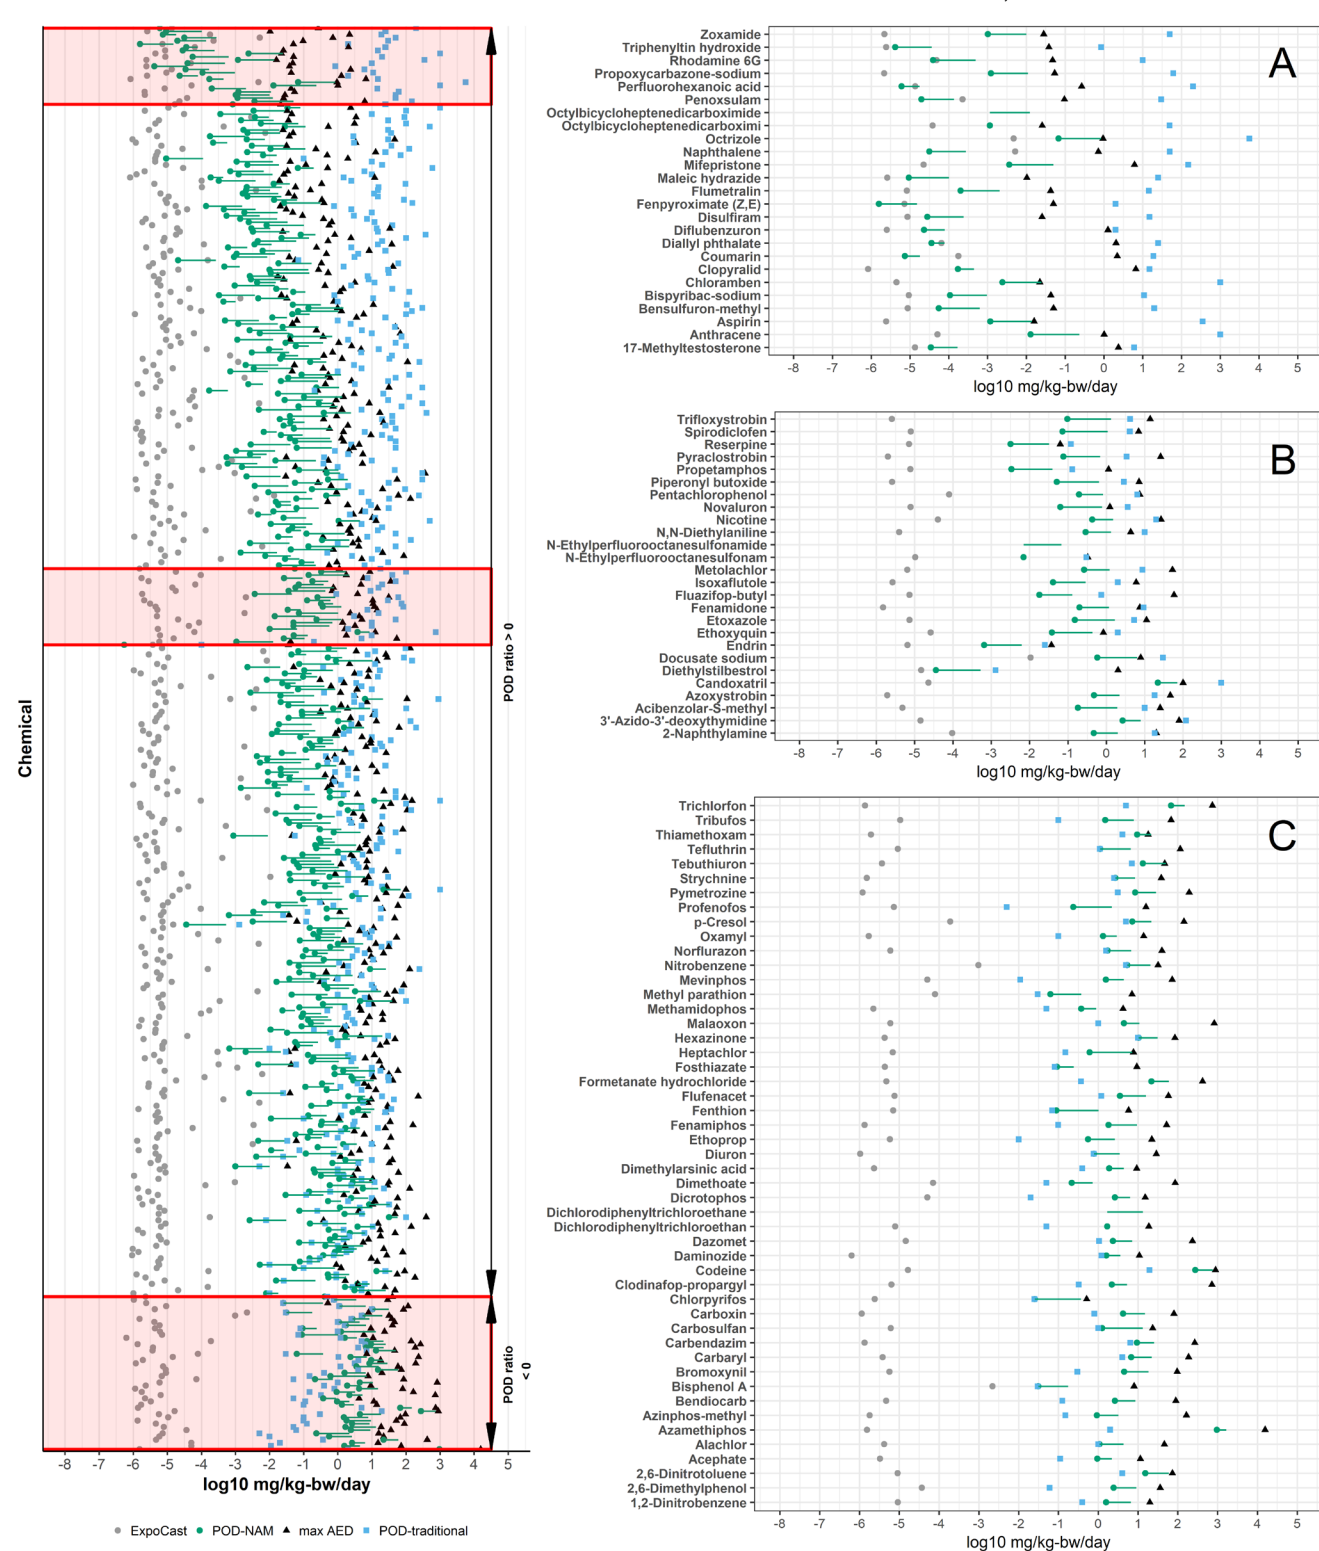 Chemical
-8 -7 -6 -5 -4 -3 -2 -1 0 1 2 3 4 5
log10 mg/kg-bw/day
POD ratio > 0
POD ratio
< 0
ExpoCast POD-NAM max AED POD-traditional
A
Zoxamide
Triphenyltin hydroxide
Rhodamine 6G
Propoxycarbazone-sodium
Perfluorohexanoic acid
Penoxsulam
Octylbicycloheptenedicarboximide
Octylbicycloheptenedicarboximi
Octrizole
Naphthalene
Mifepristone
Maleic hydrazide
Flumetralin
Fenpyroximate (Z,E)
Disulfiram
Diflubenzuron
Diallyl phthalate
Coumarin
Clopyralid
Chloramben
Bispyribac-sodium
Bensulfuron-methyl
Aspirin
Anthracene
17-Methyltestosterone
-8 -7 -6 -5 -4 -3 -2 -1 0 1 2 3 4 5
log10 mg/kg-bw/day
B
Trifloxystrobin
Spirodiclofen
Reserpine
Pyraclostrobin
Propetamphos
Piperonyl butoxide
Pentachlorophenol
Novaluron
Nicotine
N,N-Diethylaniline
N-Ethylperfluorooctanesulfonamide
N-Ethylperfluorooctanesulfonam
Metolachlor
Isoxaflutole
Fluazifop-butyl
Fenamidone
Etoxazole
Ethoxyquin
Endrin
Docusate sodium
Diethylstilbestrol
Candoxatril
Azoxystrobin
Acibenzolar-S-methyl
3'-Azido-3'-deoxythymidine
2-Naphthylamine
-8 -7 -6 -5 -4 -3 -2 -1 0 1 2 3 4 5
log10 mg/kg-bw/day
C
Trichlorfon
Tribufos
Thiamethoxam
Tefluthrin
Tebuthiuron
Strychnine
Pymetrozine
Profenofos
p-Cresol
Oxamyl
Norflurazon
Nitrobenzene
Mevinphos
Methyl parathion
Methamidophos
Malaoxon
Hexazinone
Heptachlor
Fosthiazate
Formetanate hydrochloride
Flufenacet
Fenthion
Fenamiphos
Ethoprop
Diuron
Dimethylarsinic acid
Dimethoate
Dicrotophos
Dichlorodiphenyltrichloroethane
Dichlorodiphenyltrichloroethan
Dazomet
Daminozide
Codeine
Clodinafop-propargyl
Chlorpyrifos
Carboxin
Carbosulfan
Carbendazim
Carbaryl
Bromoxynil
Bisphenol A
Bendiocarb
Azinphos-methyl
Azamethiphos
Alachlor
Acephate
2,6-Dinitrotoluene
2,6-Dimethylphenol
1,2-Dinitrobenzene
-8 -7 -6 -5 -4 -3 -2 -1 0 1 2 3 4 5
log10 mg/kg-bw/day